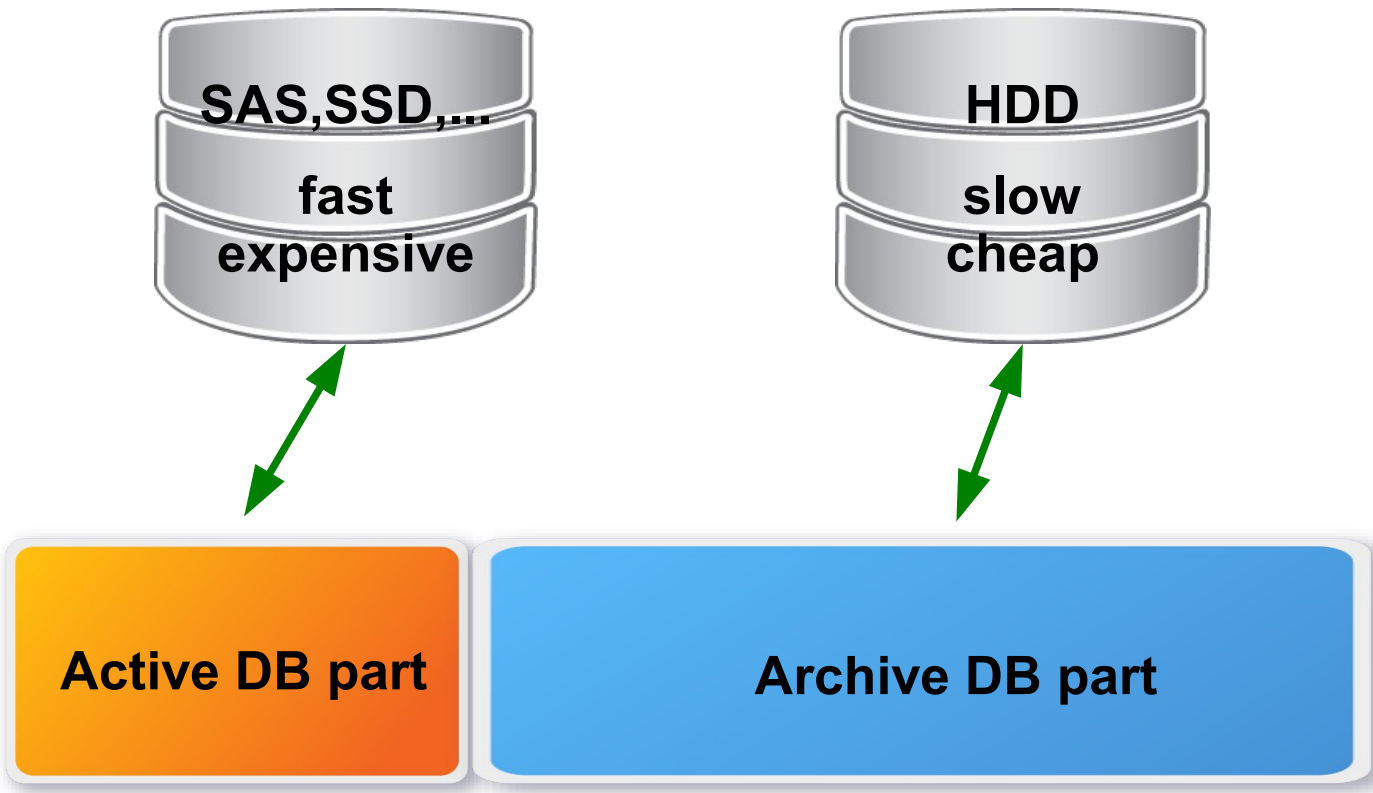 SAS,SSD,...
fast
expensive
HDD
slow
cheap
Active DB part
Archive DB part